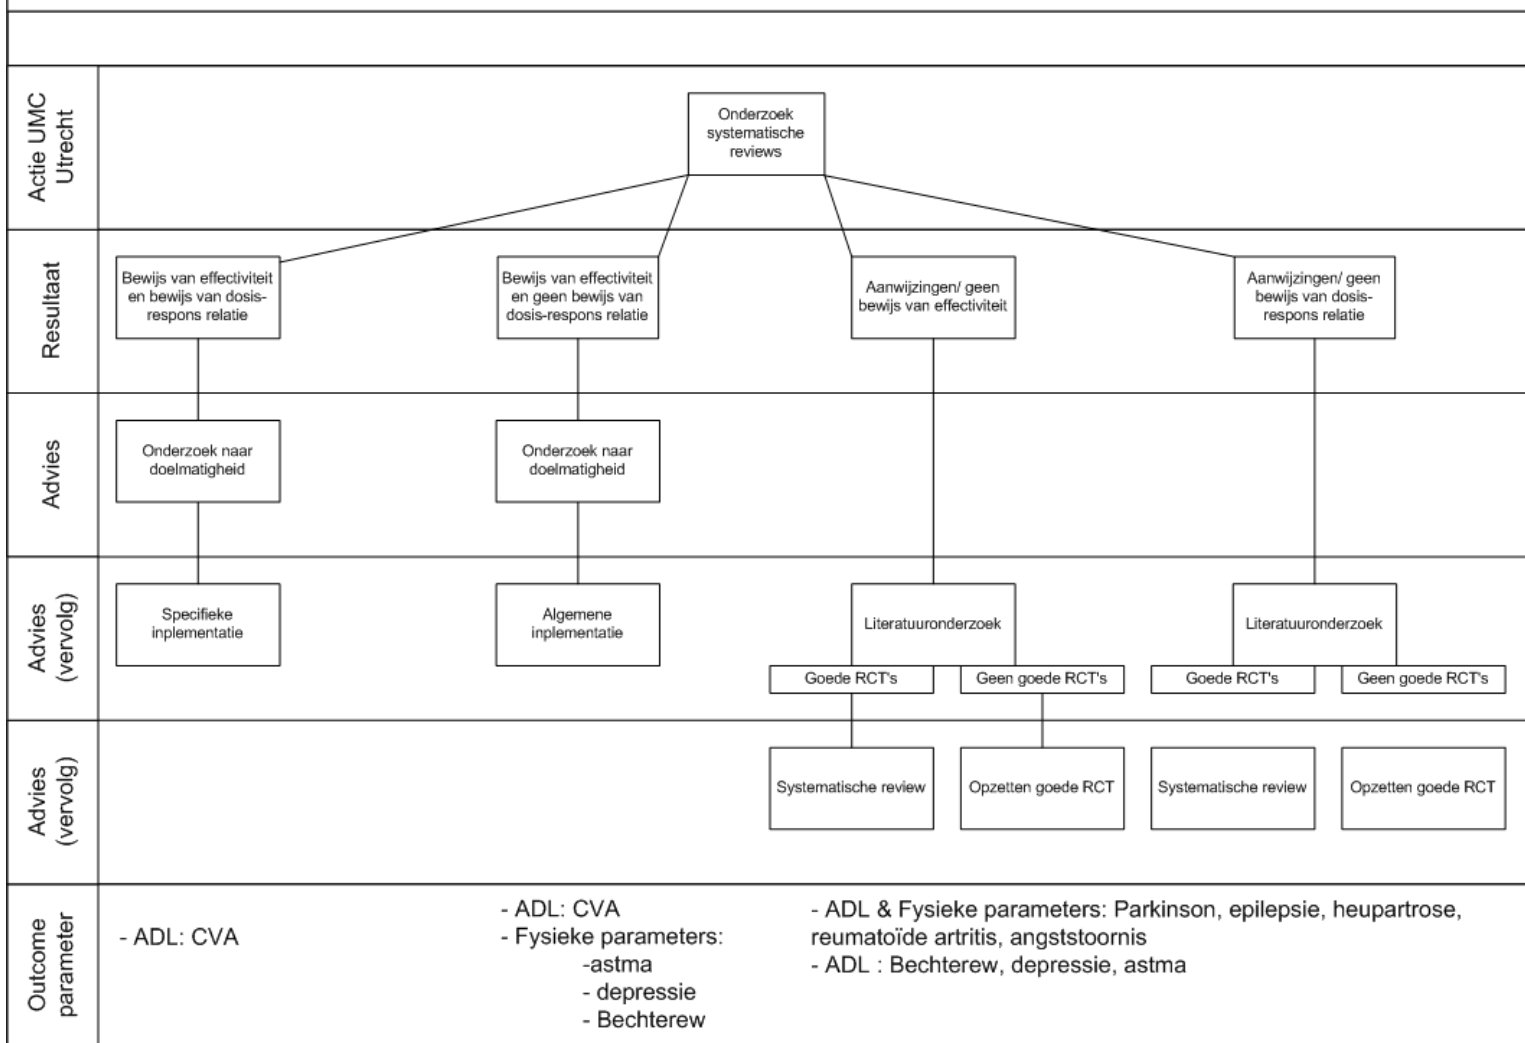 Actie UMC
Utrecht
Onderzoek
systematische
reviews
Resultaat
Bewijs van effectiviteit
en bewijs van dosis-
respons relatie
Bewijs van effectiviteit
en geen bewijs van
dosis-respons relatie
Aanwijzingen/ geen
bewijs van effectiviteit
Aanwijzingen/ geen
bewijs van dosis-
respons relatie
Advies
Onderzoek naar
doelmatigheid
Onderzoek naar
doelmatigheid
Advies
(vervolg)
Specifieke
inplementatie
Algemene
inplementatie
Literatuuronderzoek
Literatuuronderzoek
Goede RCT's
Geen goede RCT's
Goede RCT's
Geen goede RCT's
Advies
(vervolg)
Systematische review
Opzetten goede RCT
Systematische review
Opzetten goede RCT
Outcome
parameter
- ADL: CVA
- ADL: CVA
- Fysieke parameters:
-astma
- depressie
- Bechterew
- ADL & Fysieke parameters: Parkinson, epilepsie, heupartrose,
reumatoïde artritis, angststoornis
- ADL : Bechterew, depressie, astma